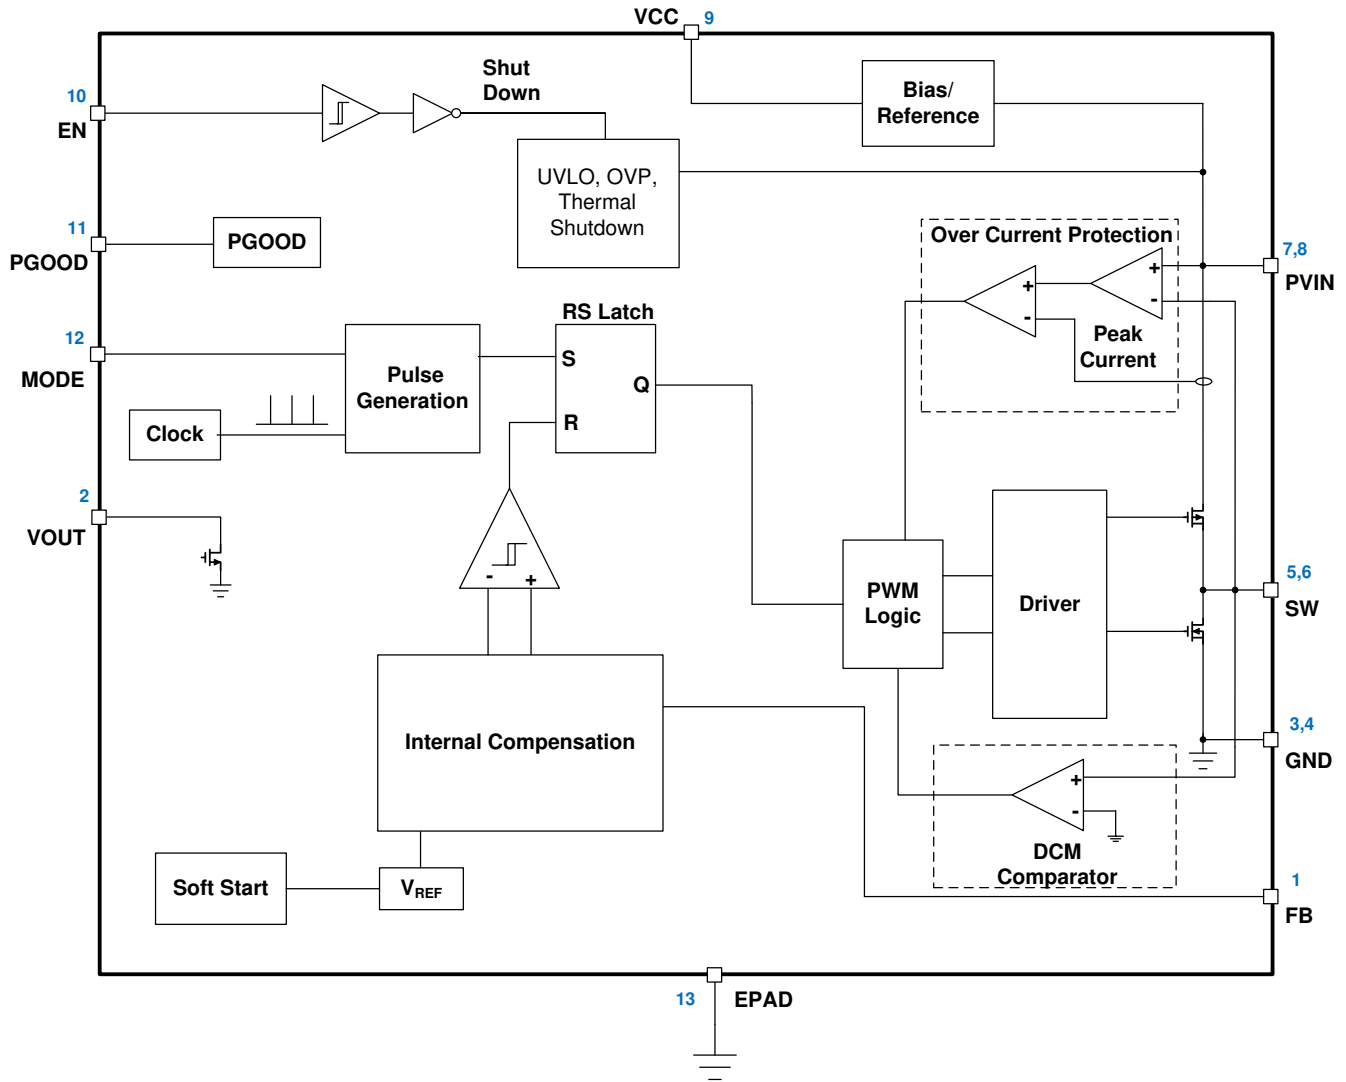 VCC 9
Shut
Down
Bias/
Reference
10
EN
UVLO, OVP,
Thermal
Shutdown
11
PGOOD
PGOOD
Over Current Protection
+
-
+
-
Peak
Current
7,8
PVIN
12
MODE
Pulse
Generation
RS Latch
S
Q
R
Clock
2
VOUT
- +
PWM
Logic
Driver
5,6
SW
Internal Compensation
3,4
GND
+
-
DCM
Comparator
Soft Start
VREF
1
FB
13 EPAD